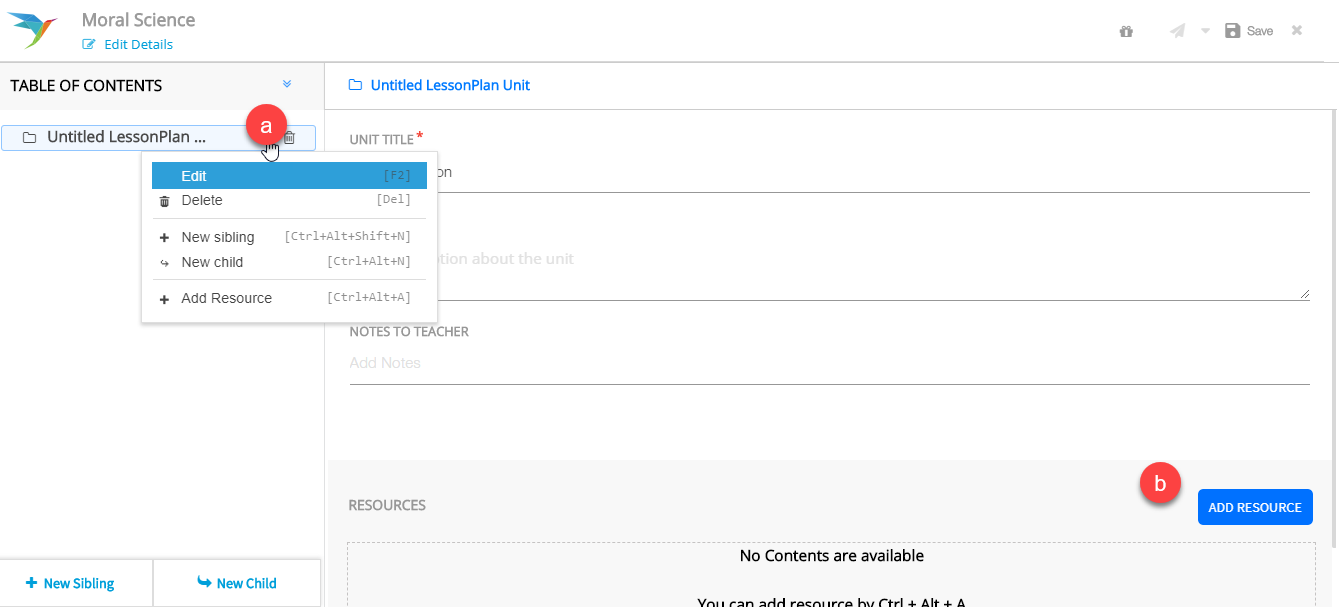 Moral Science
Edit Details
Save
TABLE OF CONTENTS
Untitled LessonPlan Unit
Untitled LessonPlan ...
a
UNIT TITLE *
on
Edit [F2]
Delete [Del]
New sibling [Ctrl+Alt+Shift+N]
New child [Ctrl+Alt+N]
Add Resource [Ctrl+Alt+A]
about the unit
NOTES TO TEACHER
Add Notes
RESOURCES
b
ADD RESOURCE
No Contents are available
You can add resource by Ctrl + Alt + A
New Sibling
New Child